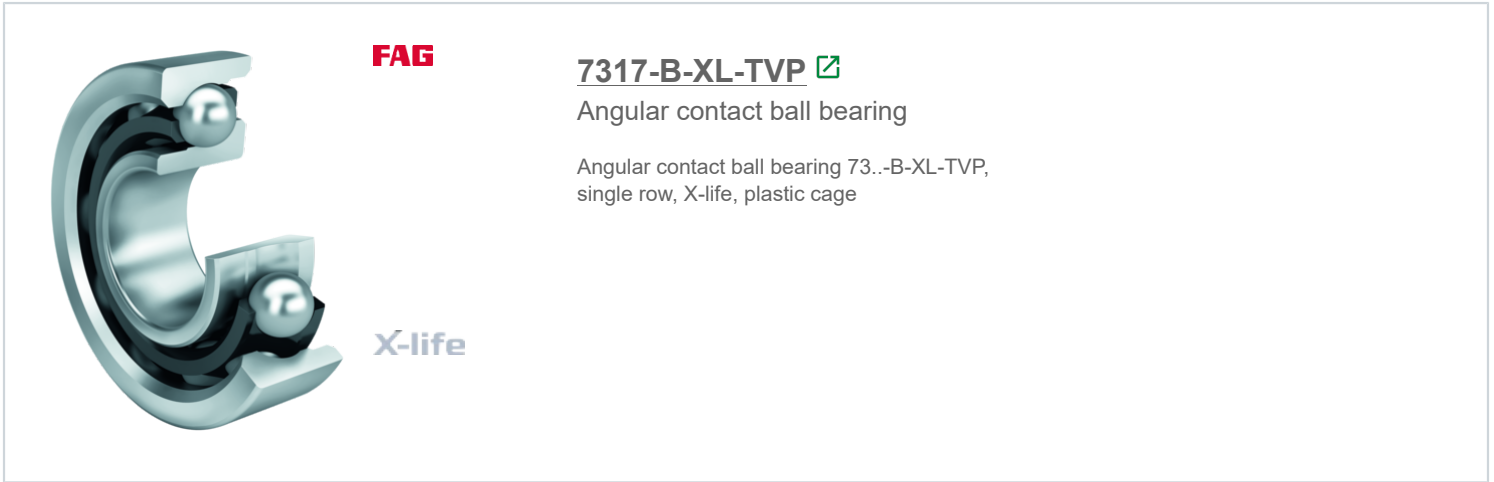 FAG
7317-B-XL-TVP
Angular contact ball bearing
Angular contact ball bearing 73..-B-XL-TVP,
single row, X-life, plastic cage
X-life